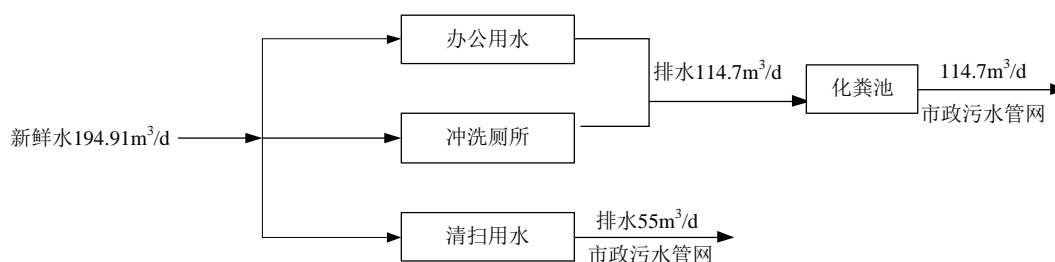 办公用水
排水114.7m³/d
化粪池
114.7m³/d
市政污水管网
新鲜水194.91m³/d
冲洗厕所
清扫用水
排水55m³/d
市政污水管网